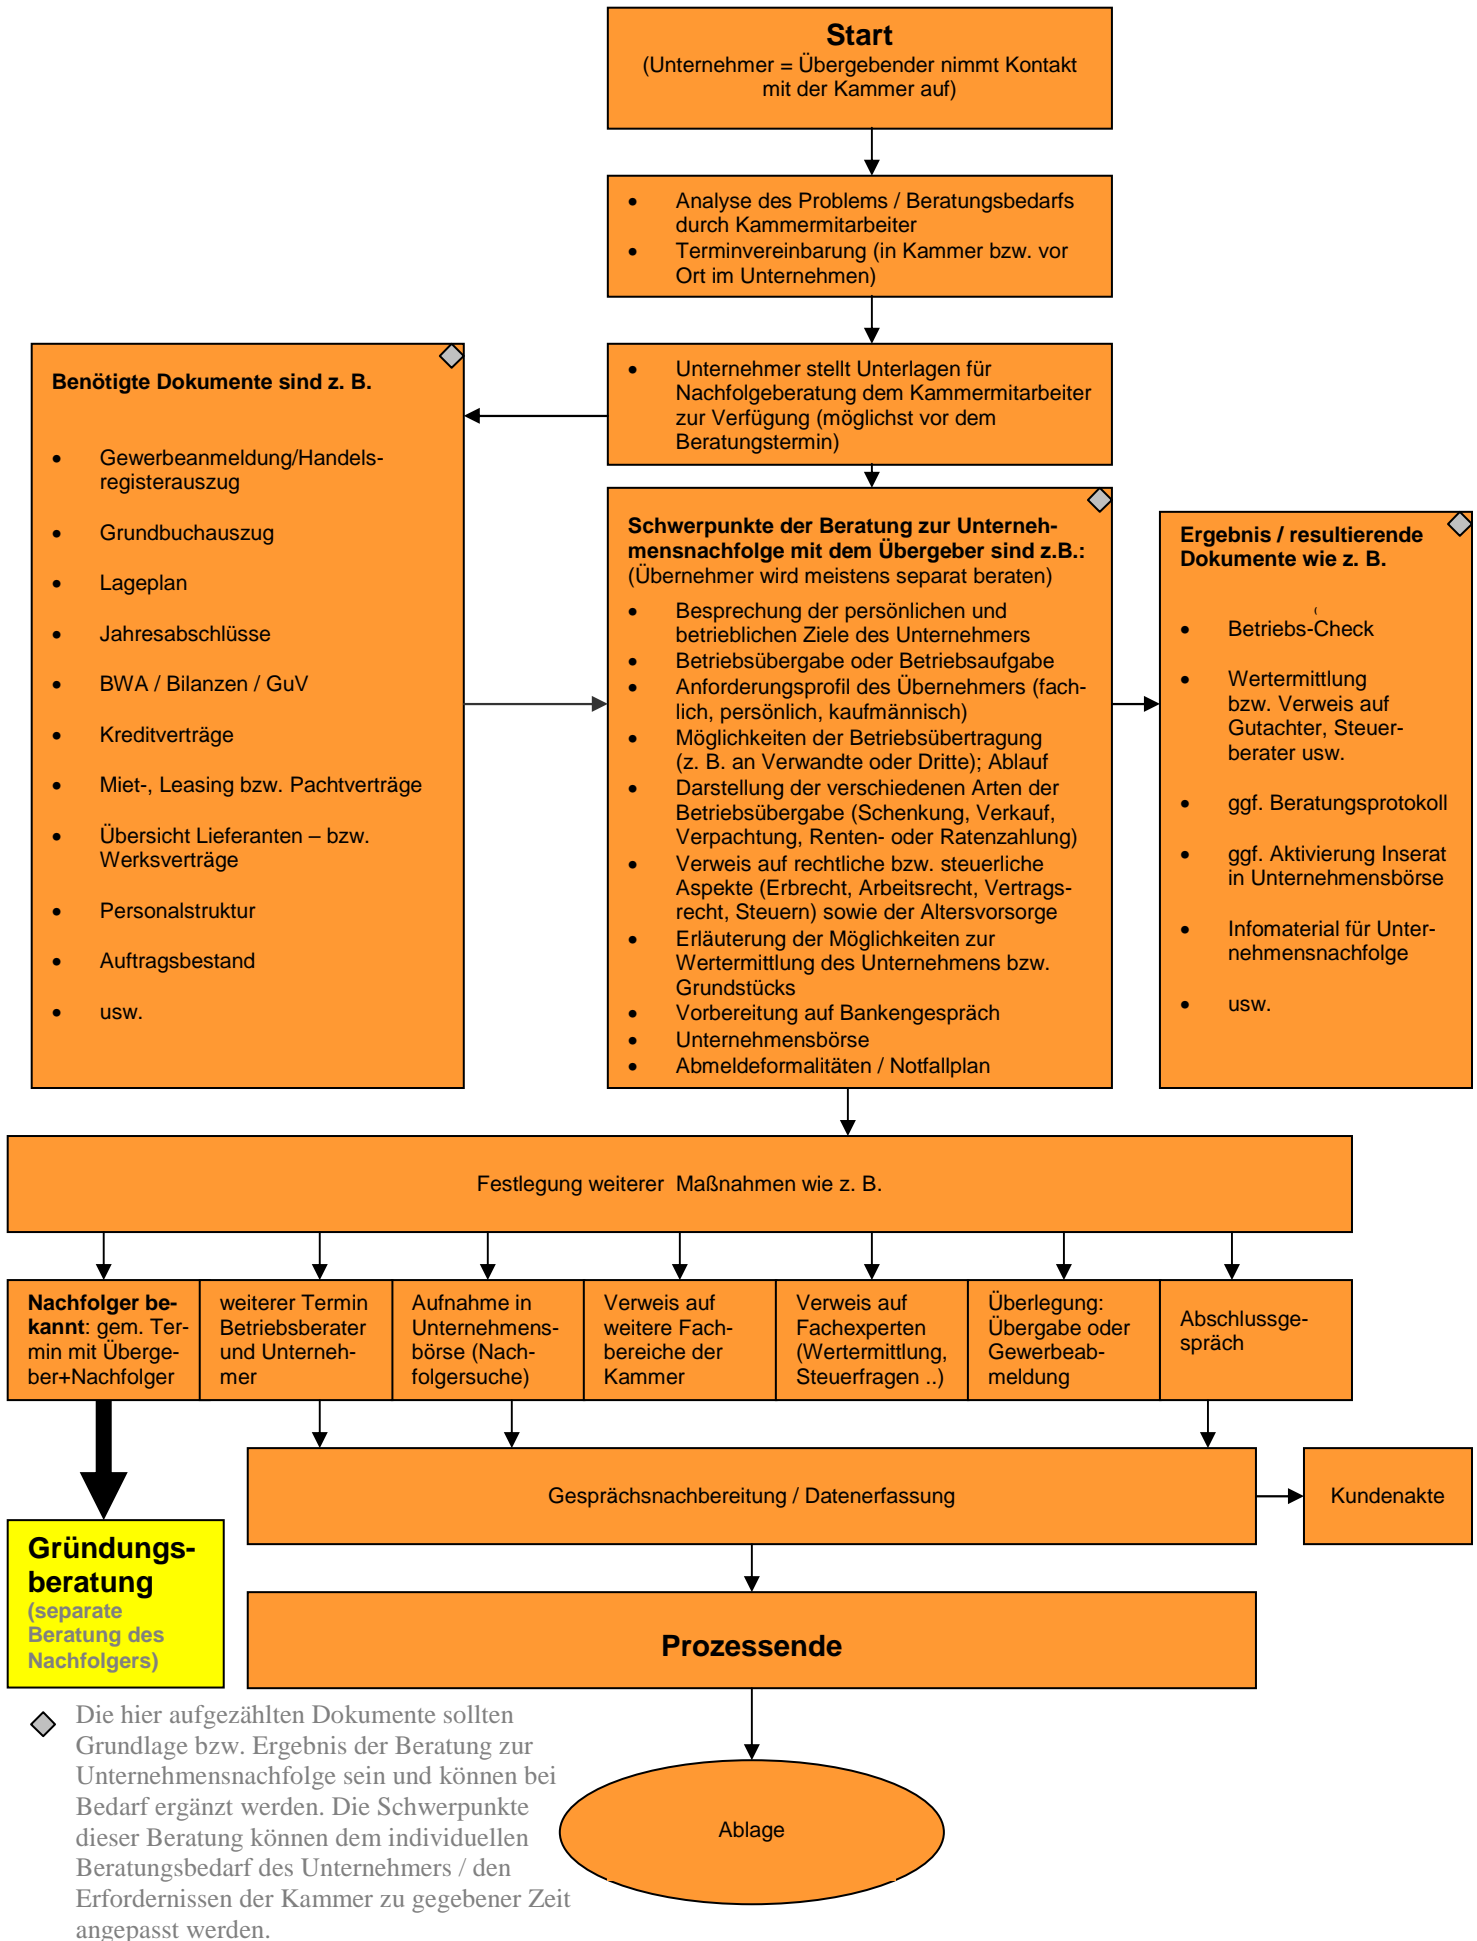 Start
(Unternehmer = Übergebender nimmt Kontakt
mit der Kammer auf)
• Analyse des Problems / Beratungsbedarfs
durch Kammermitarbeiter
• Terminvereinbarung (in Kammer bzw. vor
Ort im Unternehmen)
• Unternehmer stellt Unterlagen für
Nachfolgeberatung dem Kammermitarbeiter
zur Verfügung (möglichst vor dem
Beratungstermin)
Benötigte Dokumente sind z. B.
• Gewerbeanmeldung/Handels-
registerauszug
• Grundbuchauszug
• Lageplan
• Jahresabschlüsse
• BWA / Bilanzen / GuV
• Kreditverträge
• Miet-, Leasing bzw. Pachtverträge
• Übersicht Lieferanten – bzw.
Werksverträge
• Personalstruktur
• Auftragsbestand
• usw.
Schwerpunkte der Beratung zur Unterneh-
mensnachfolge mit dem Übergeber sind z.B.:
(Übernehmer wird meistens separat beraten)
• Besprechung der persönlichen und
betrieblichen Ziele des Unternehmers
• Betriebsübergabe oder Betriebsaufgabe
• Anforderungsprofil des Übernehmers (fach-
lich, persönlich, kaufmännisch)
• Möglichkeiten der Betriebsübertragung
(z. B. an Verwandte oder Dritte); Ablauf
• Darstellung der verschiedenen Arten der
Betriebsübergabe (Schenkung, Verkauf,
Verpachtung, Renten- oder Ratenzahlung)
• Verweis auf rechtliche bzw. steuerliche
Aspekte (Erbrecht, Arbeitsrecht, Vertrags-
recht, Steuern) sowie der Altersvorsorge
• Erläuterung der Möglichkeiten zur
Wertermittlung des Unternehmens bzw.
Grundstücks
• Vorbereitung auf Bankengespräch
• Unternehmensbörse
• Abmeldeformalitäten / Notfallplan
Ergebnis / resultierende
Dokumente wie z. B.
(
• Betriebs-Check
• Wertermittlung
bzw. Verweis auf
Gutachter, Steuer-
berater usw.
• ggf. Beratungsprotokoll
• ggf. Aktivierung Inserat
in Unternehmensbörse
• Infomaterial für Unter-
nehmensnachfolge
• usw.
Festlegung weiterer Maßnahmen wie z. B.
Nachfolger be-
kannt: gem. Ter-
min mit Überge-
ber+Nachfolger
weiterer Termin
Betriebsberater
und Unterneh-
mer
Aufnahme in
Unternehmens-
börse (Nach-
folgersuche)
Verweis auf
weitere Fach-
bereiche der
Kammer
Verweis auf
Fachexperten
(Wertermittlung,
Steuerfragen ..)
Überlegung:
Übergabe oder
Gewerbeab-
meldung
Abschlussge-
spräch
Gesprächsnachbereitung / Datenerfassung
Kundenakte
Gründungs-
beratung
(separate
Beratung des
Nachfolgers)
Prozessende
Die hier aufgezählten Dokumente sollten
Grundlage bzw. Ergebnis der Beratung zur
Unternehmensnachfolge sein und können bei
Bedarf ergänzt werden. Die Schwerpunkte
dieser Beratung können dem individuellen
Beratungsbedarf des Unternehmers / den
Erfordernissen der Kammer zu gegebener Zeit
angepasst werden.
Ablage